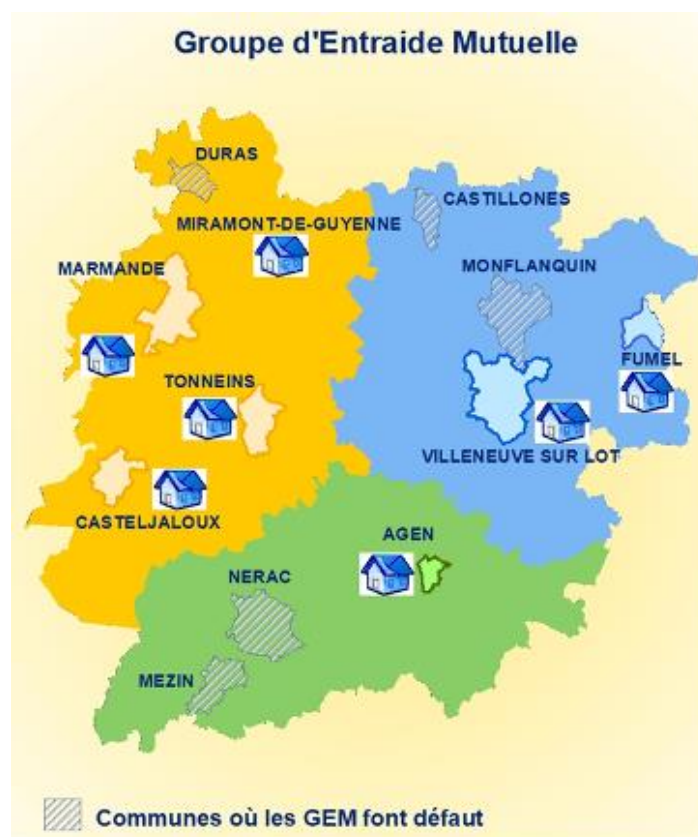 Groupe d'Entraide Mutuelle
DURAS
CASTILLONES
MIRAMONT-DE-GUYENNE
MARMANDE
MONFLANQUIN
FUMEL
TONNEINS
VILLENEUVE SUR LOT
CASTELJALOUX
AGEN
NERAC
MEZIN
Communes où les GEM font défaut